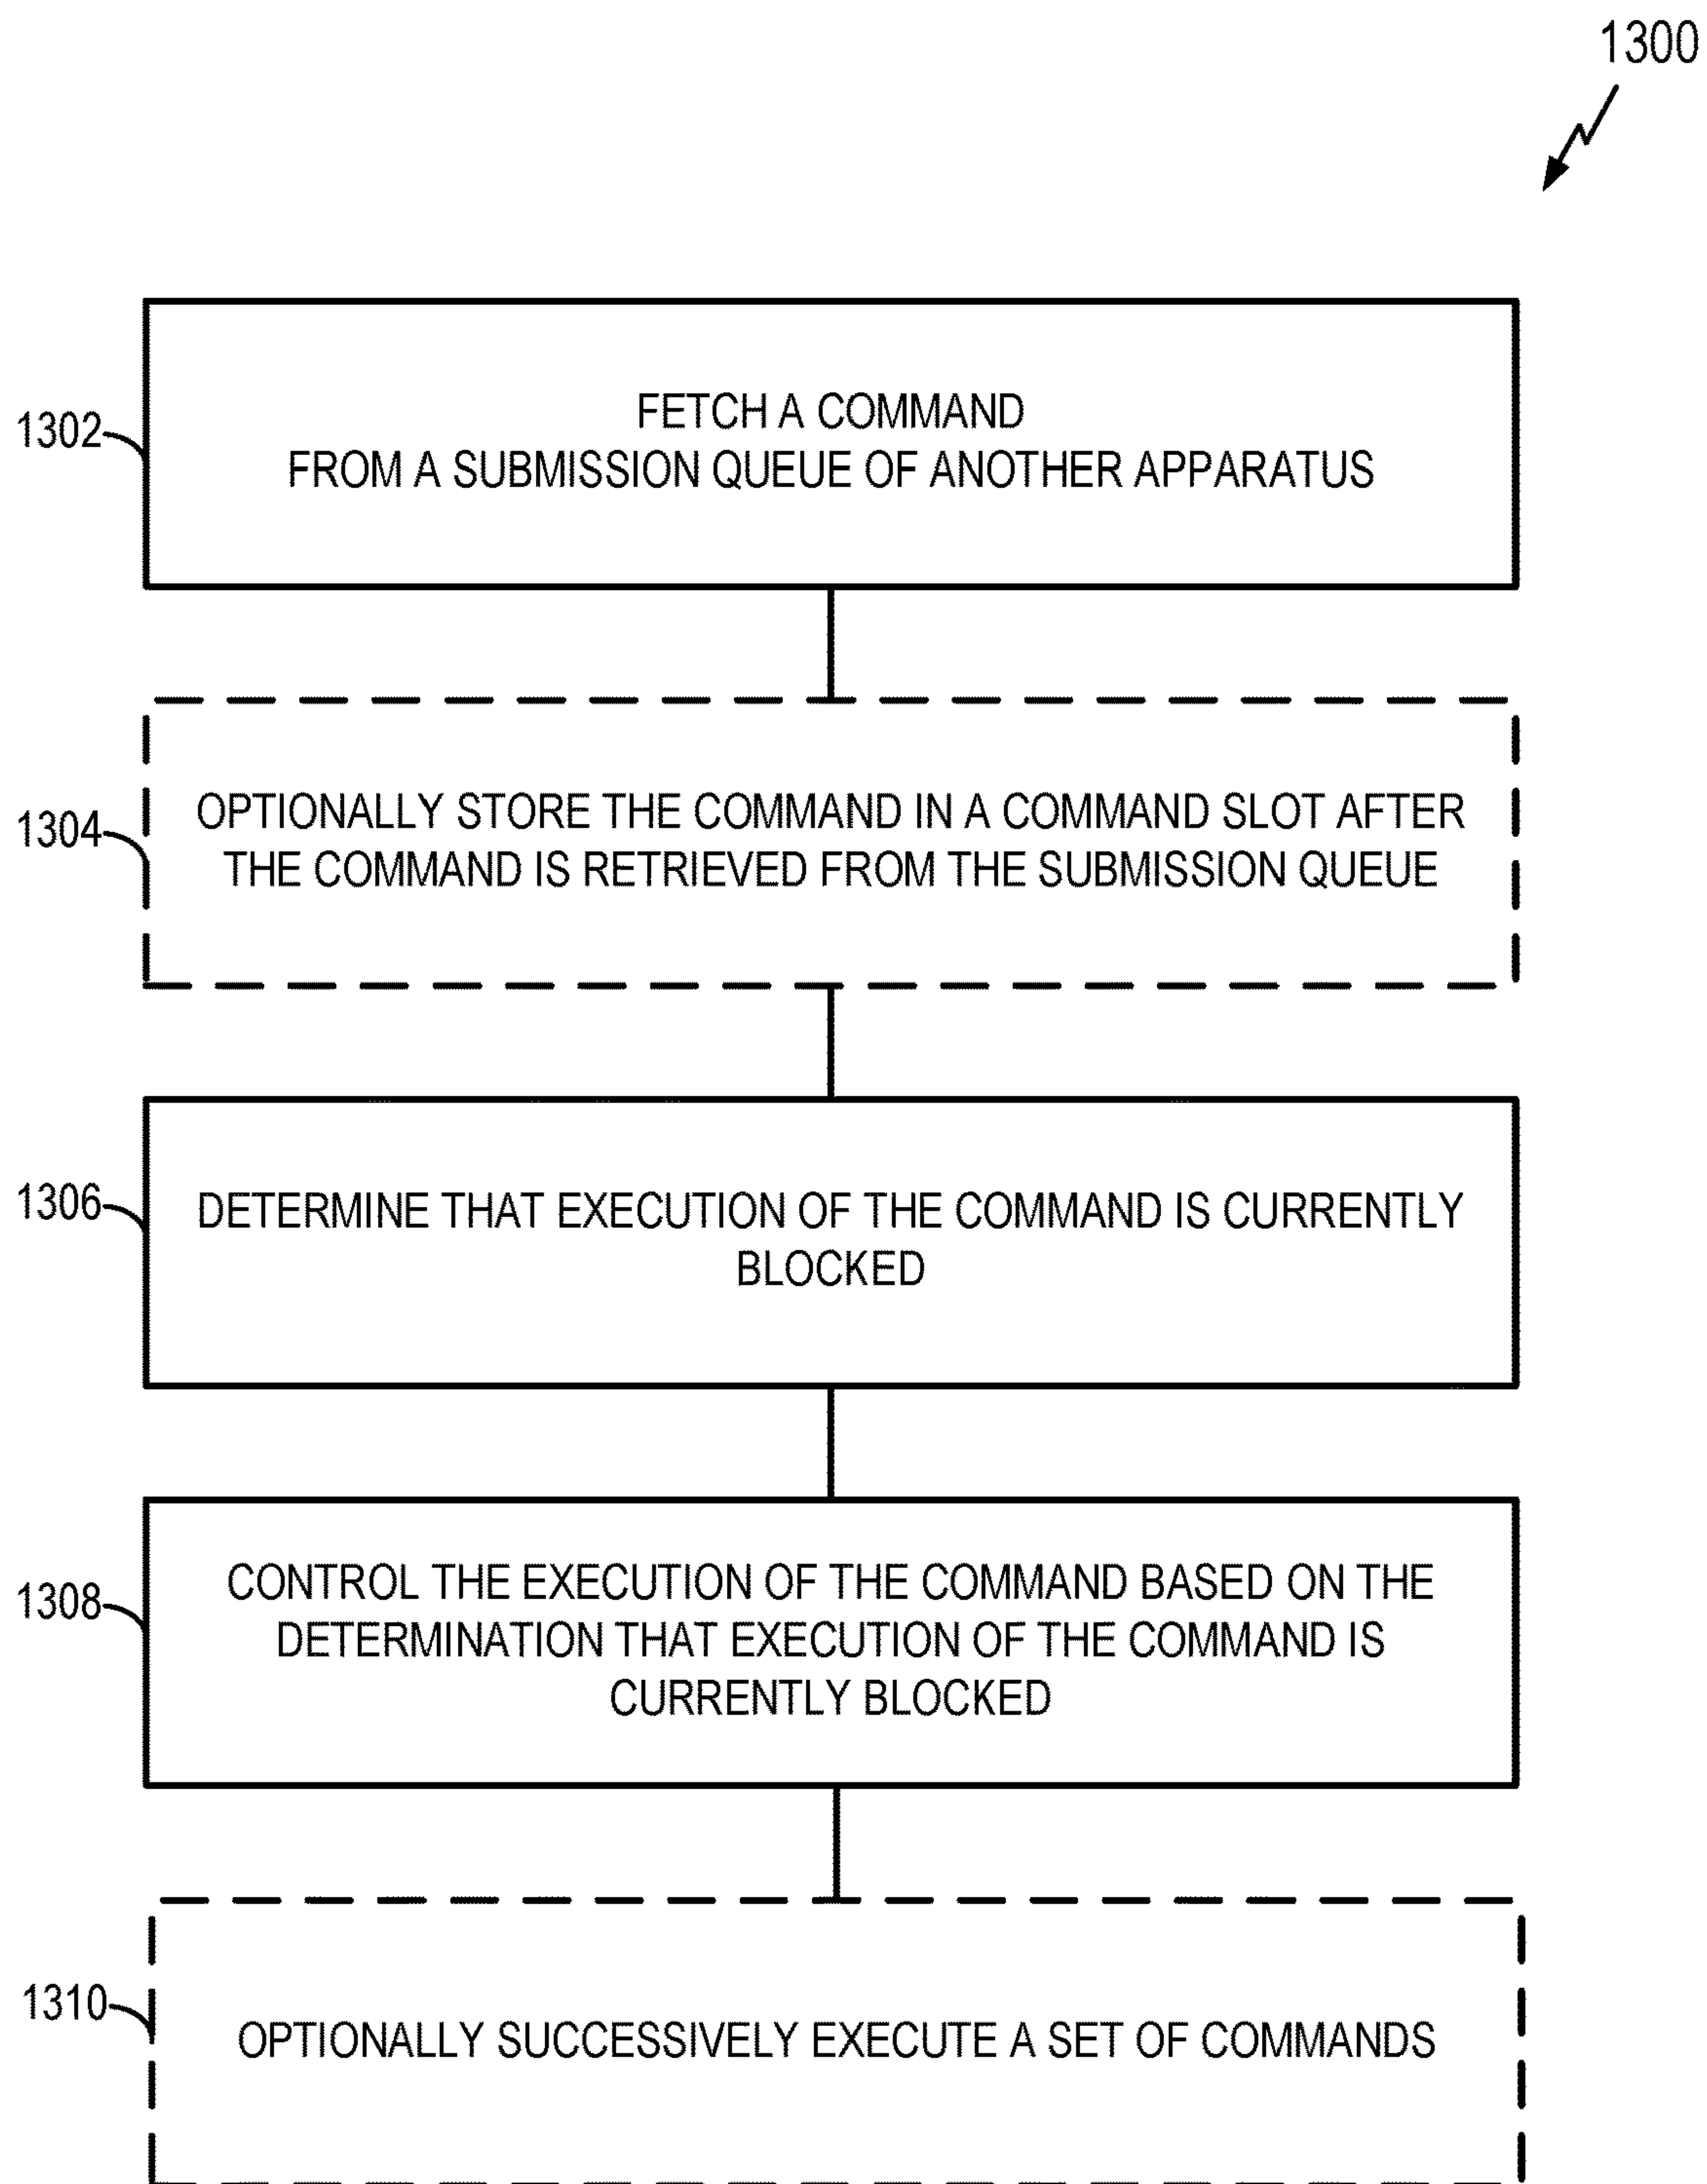 1300
1302
FETCH A COMMAND
FROM A SUBMISSION QUEUE OF ANOTHER APPARATUS
1304
OPTIONALLY STORE THE COMMAND IN A COMMAND SLOT AFTER
THE COMMAND IS RETRIEVED FROM THE SUBMISSION QUEUE
1306
DETERMINE THAT EXECUTION OF THE COMMAND IS CURRENTLY
BLOCKED
1308
CONTROL THE EXECUTION OF THE COMMAND BASED ON THE
DETERMINATION THAT EXECUTION OF THE COMMAND IS
CURRENTLY BLOCKED
1310
OPTIONALLY SUCCESSIVELY EXECUTE A SET OF COMMANDS